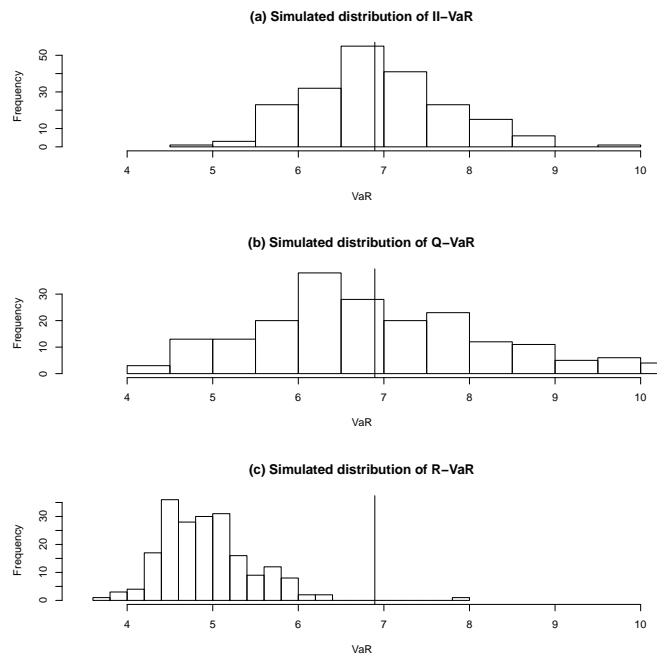 (a) Simulated distribution of II−VaR
Frequency
0 10 30 50
4 5 6 7 8 9 10
VaR
(b) Simulated distribution of Q−VaR
Frequency
0 10 20 30
4 5 6 7 8 9 10
VaR
(c) Simulated distribution of R−VaR
Frequency
0 10 20 30
4 5 6 7 8 9 10
VaR